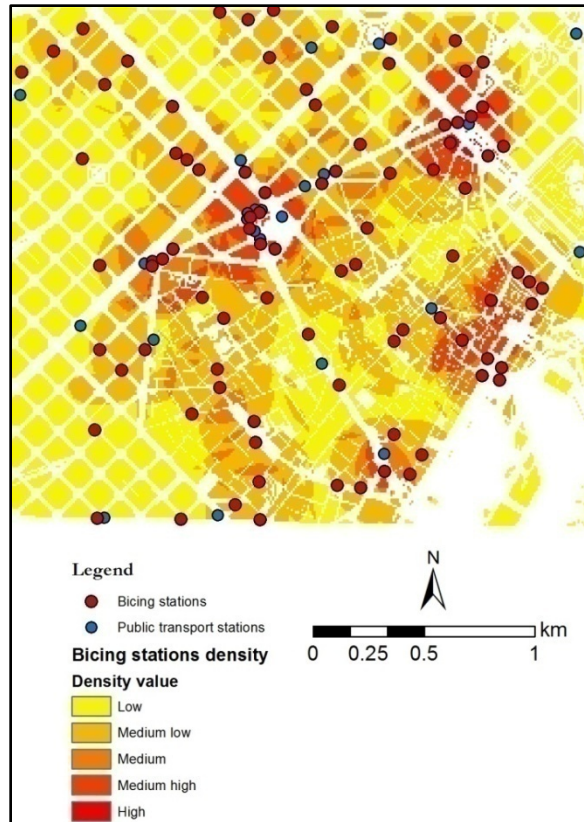 Legend
Bicing stations
Public transport stations
Bicing stations density
Density value
Low
Medium low
Medium
Medium high
High
N
km
0 0.25 0.5 1